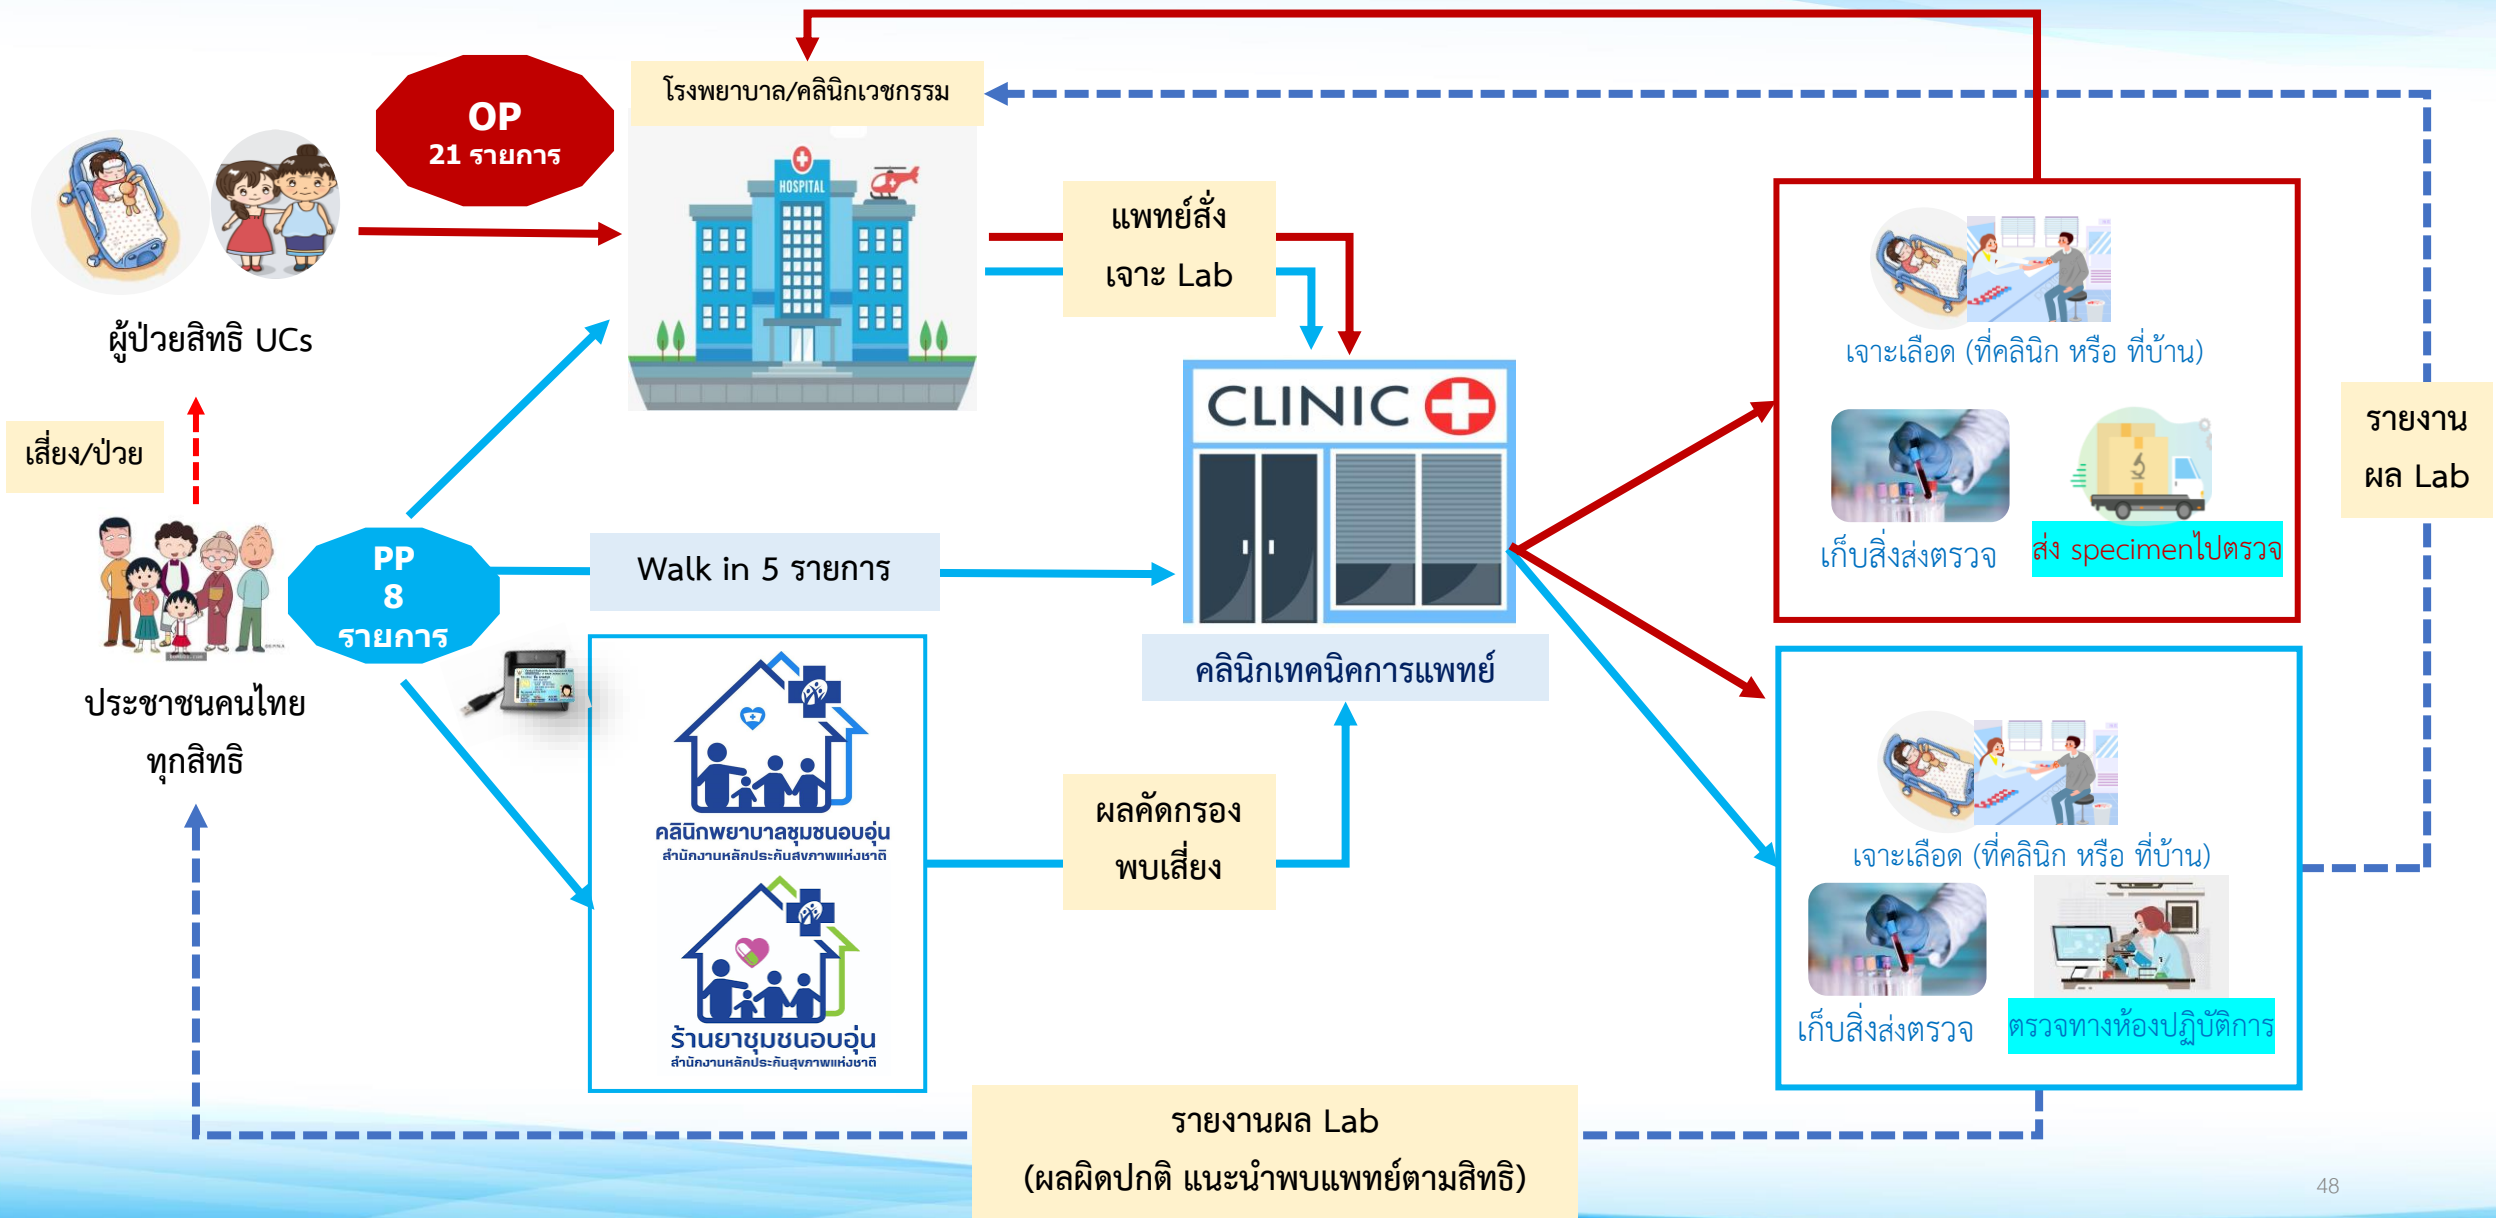 โรงพยาบาล/คลินิกเวชกรรม
OP
21 รายการ
HOSPITAL
แพทย์สั่ง
เจาะ Lab
ผู้ป่วยสิทธิ UCs
เสี่ยง/ป่วย
เจาะเลือด (ที่คลินิก หรือ ที่บ้าน)
CLINIC
รายงาน
ผล Lab
เก็บสิ่งส่งตรวจ
ส่ง specimenไปตรวจ
PP
8
รายการ
Walk in 5 รายการ
คลินิกเทคนิคการแพทย์
ประชาชนคนไทย
ทุกสิทธิ
คลินิกพยาบาลชุมชนอบอุ่น
สำนักงานหลักประกันสุขภาพแห่งชาติ
ผลคัดกรอง
พบเสี่ยง
เจาะเลือด (ที่คลินิก หรือ ที่บ้าน)
ร้านยาชุมชนอบอุ่น
สำนักงานหลักประกันสุขภาพแห่งชาติ
เก็บสิ่งส่งตรวจ
ตรวจทางห้องปฏิบัติการ
รายงานผล Lab
(ผลผิดปกติ แนะนำพบแพทย์ตามสิทธิ)
48